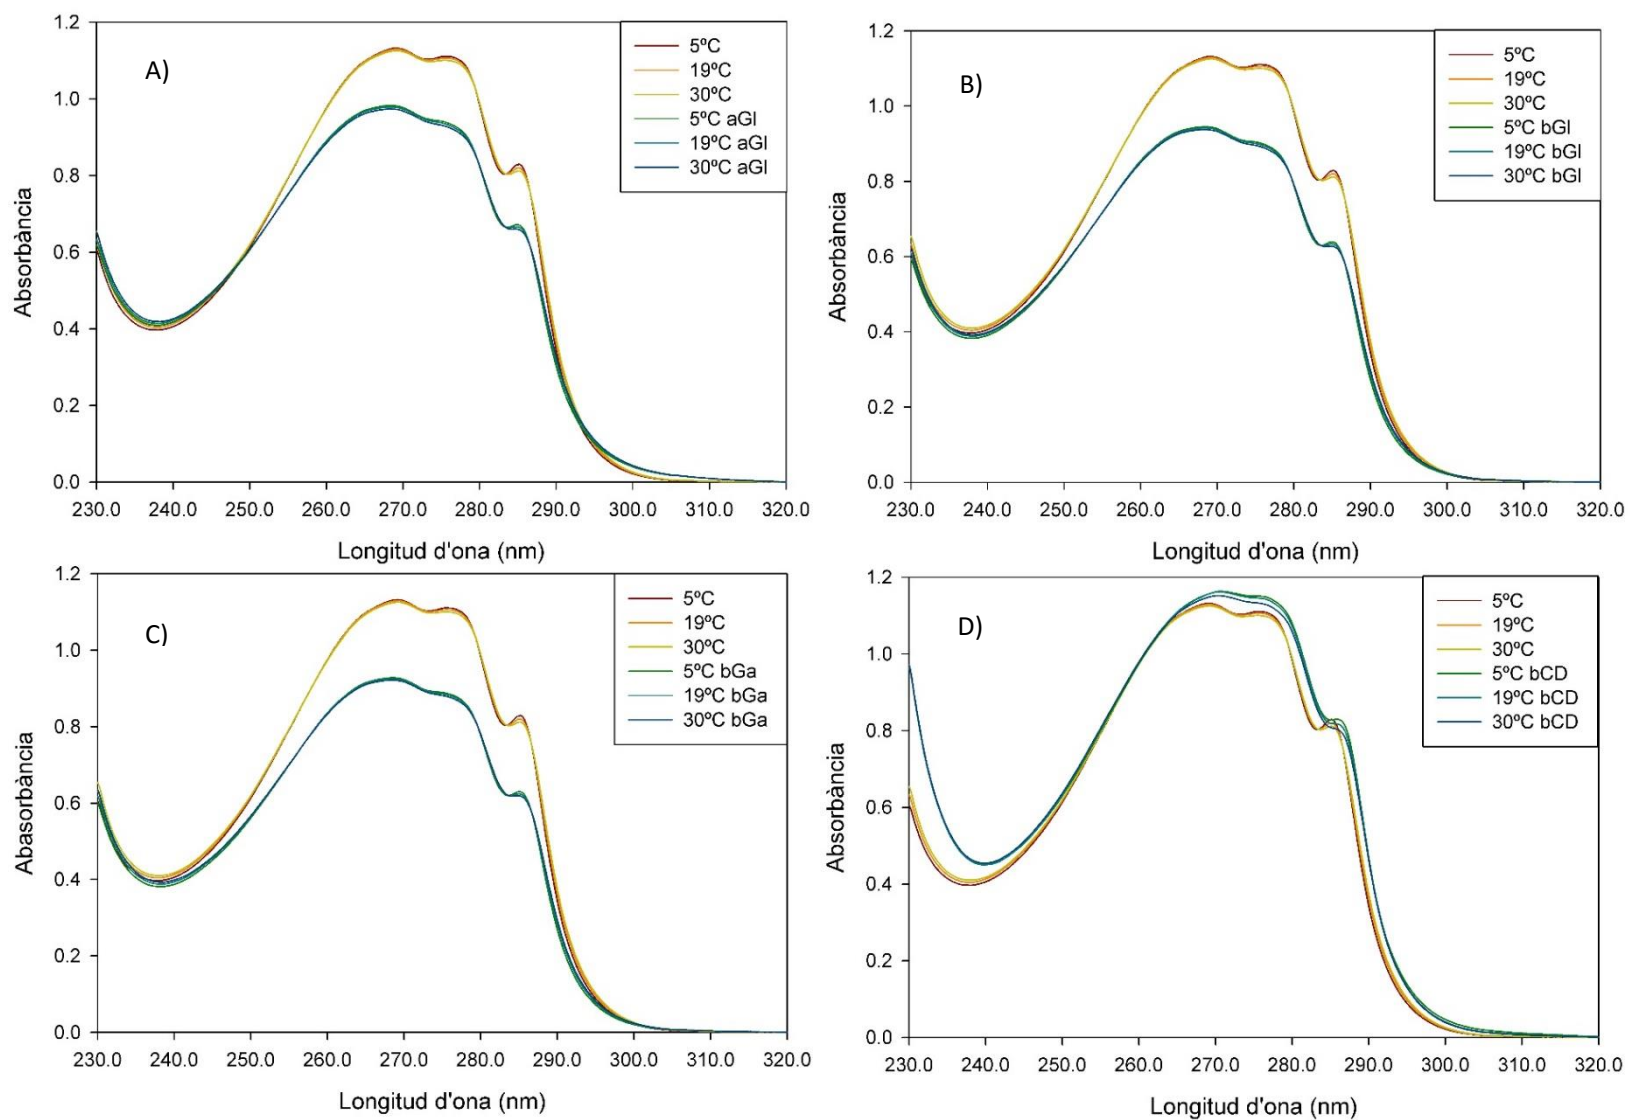 A)
Absorbància
1.2
1.0
0.8
0.6
0.4
0.2
0.0
230.0 240.0 250.0 260.0 270.0 280.0 290.0 300.0 310.0 320.0
Longitud d'ona (nm)
5ºC
19ºC
30ºC
5ºC aGl
19ºC aGl
30ºC aGl
B)
Absorbància
1.2
1.0
0.8
0.6
0.4
0.2
0.0
230.0 240.0 250.0 260.0 270.0 280.0 290.0 300.0 310.0 320.0
Longitud d'ona (nm)
5ºC
19ºC
30ºC
5ºC bGl
19ºC bGl
30ºC bGl
C)
Abasorbància
1.2
1.0
0.8
0.6
0.4
0.2
0.0
230.0 240.0 250.0 260.0 270.0 280.0 290.0 300.0 310.0 320.0
Longitud d'ona (nm)
5ºC
19ºC
30ºC
5ºC bGa
19ºC bGa
30ºC bGa
D)
Absorbància
1.2
1.0
0.8
0.6
0.4
0.2
0.0
230.0 240.0 250.0 260.0 270.0 280.0 290.0 300.0 310.0 320.0
Longitud d'ona (nm)
5ºC
19ºC
30ºC
5ºC bCD
19ºC bCD
30ºC bCD